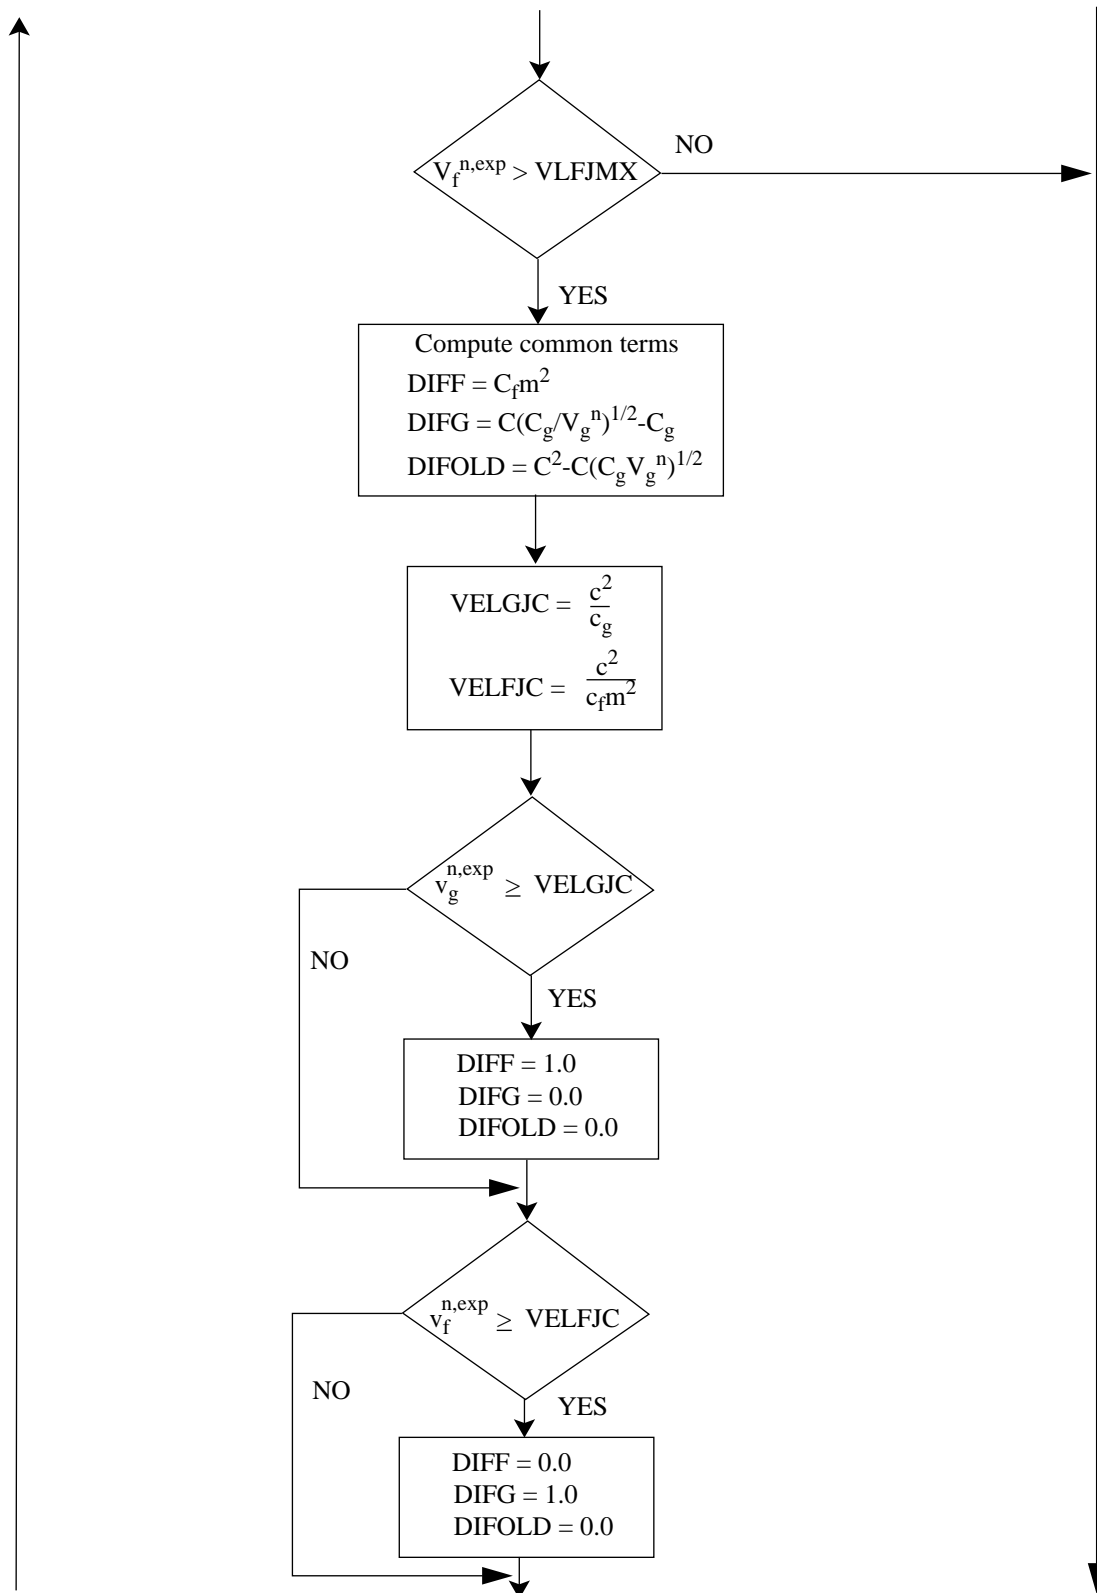 V_f^n,exp > VLFJMX
NO
YES
Compute common terms
DIFF = C_f m^2
DIFG = C(C_g/V_g^n)^1/2-C_g
DIFOLD = C^2-C(C_g V_g^n)^1/2
VELGJC = c^2/c_g
VELFJC = c^2/c_f m^2
v_g^n,exp ≥ VELGJC
NO
YES
DIFF = 1.0
DIFG = 0.0
DIFOLD = 0.0
v_f^n,exp ≥ VELFJC
NO
YES
DIFF = 0.0
DIFG = 1.0
DIFOLD = 0.0